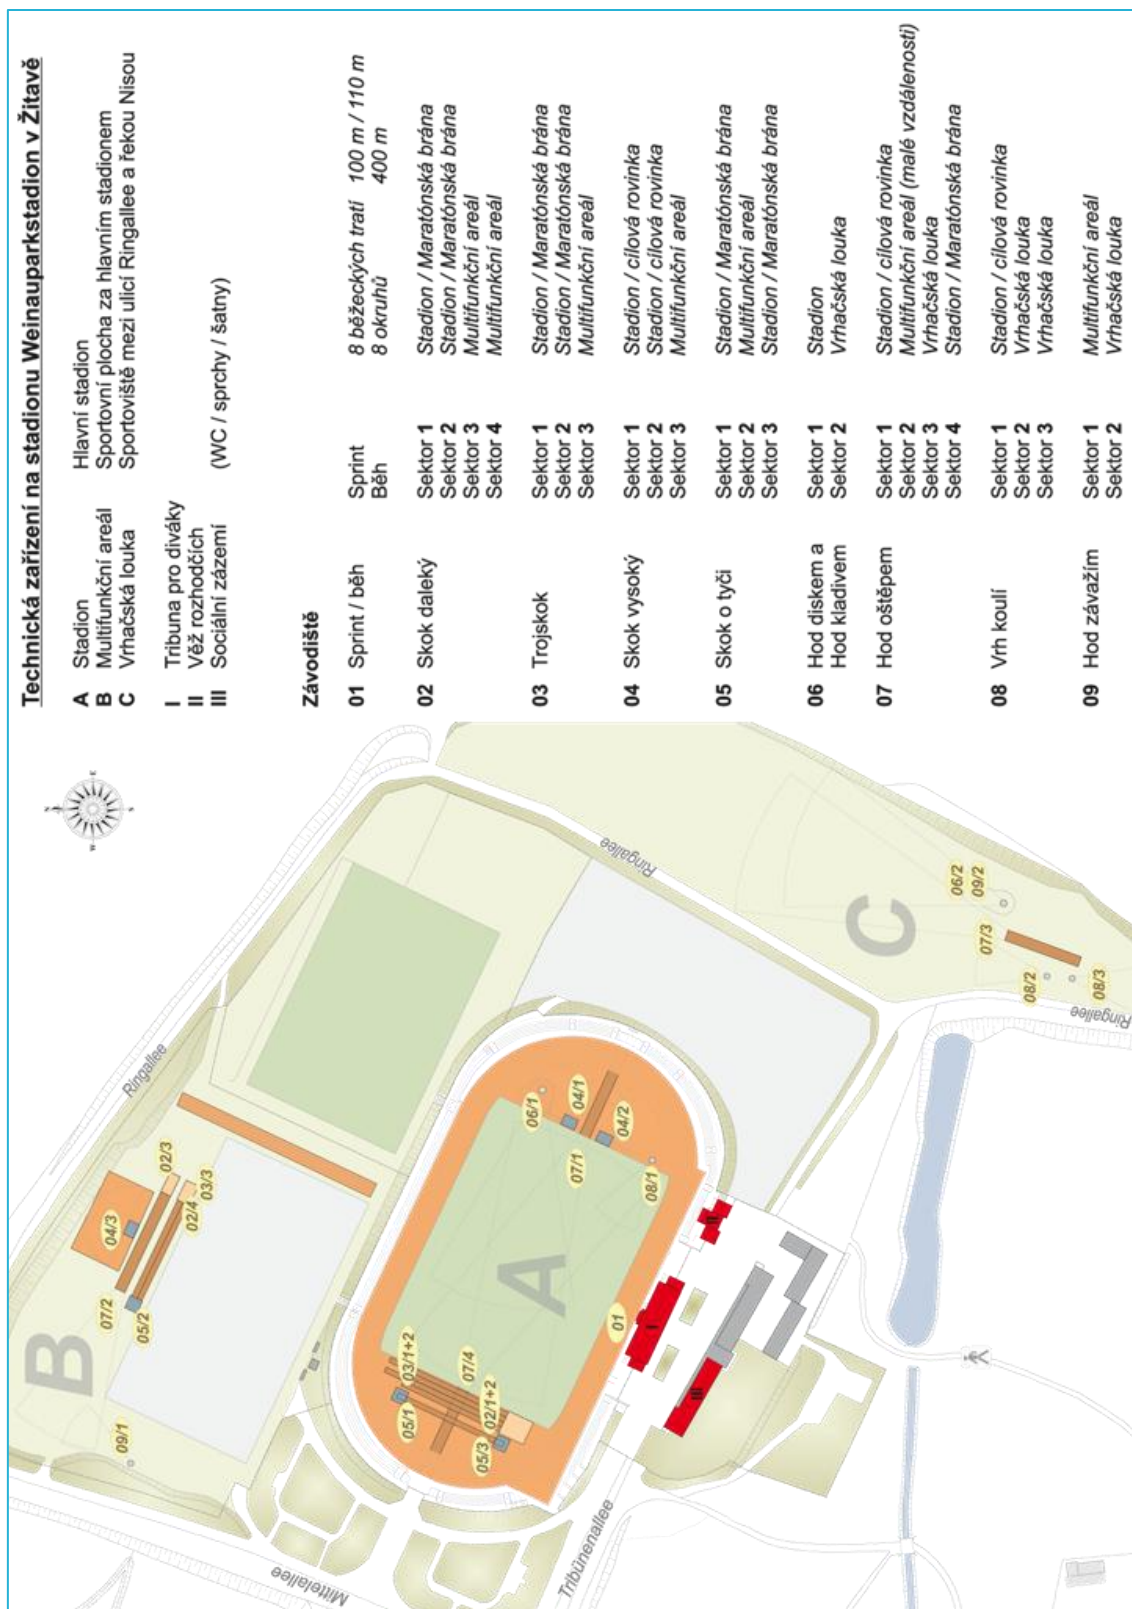 Technická zařízení na stadionu Weinauparkstadion v Žitavě
A Stadion Hlavní stadion
B Multifunkční areál Sportovní plocha za hlavním stadionem
C Vrhačská louka Sportoviště mezi ulicí Ringallee a řekou Nisou
I Tribuna pro diváky
II Věž rozhodčích
III Sociální zázemí (WC / sprchy / šatny)
Závodiště
01 Sprint / běh Sprint 8 běžeckých tratí 100 m / 110 m
Běh 8 okruhů 400 m
02 Skok daleký Sektor 1 Stadion / Maratónská brána
Sektor 2 Stadion / Maratónská brána
Sektor 3 Multifunkční areál
Sektor 4 Multifunkční areál
03 Trojskok Sektor 1 Stadion / Maratónská brána
Sektor 2 Stadion / Maratónská brána
Sektor 3 Multifunkční areál
04 Skok vysoký Sektor 1 Stadion / cílová rovinka
Sektor 2 Stadion / cílová rovinka
Sektor 3 Multifunkční areál
05 Skok o tyči Sektor 1 Stadion / Maratónská brána
Sektor 2 Multifunkční areál
Sektor 3 Stadion / Maratónská brána
06 Hod diskem a Sektor 1 Stadion
Hod kladivem Sektor 2 Vrhačská louka
07 Hod oštěpem Sektor 1 Stadion / cílová rovinka
Sektor 2 Multifunkční areál (malé vzdálenosti)
Sektor 3 Vrhačská louka
Sektor 4 Stadion / Maratónská brána
08 Vrh koulí Sektor 1 Stadion / cílová rovinka
Sektor 2 Vrhačská louka
Sektor 3 Vrhačská louka
09 Hod závažím Sektor 1 Multifunkční areál
Sektor 2 Vrhačská louka
W
Ringallee
B
09/1
07/2
05/2
04/3
02/3
02/4
03/3
Mittelallee
05/1
03/1+2
07/4
02/1+2
05/3
A
06/1
04/1
07/1
04/2
08/1
01
I
II
III
Tribünenallee
Ringallee
C
06/2
09/2
07/3
08/2
08/3
Ringallee